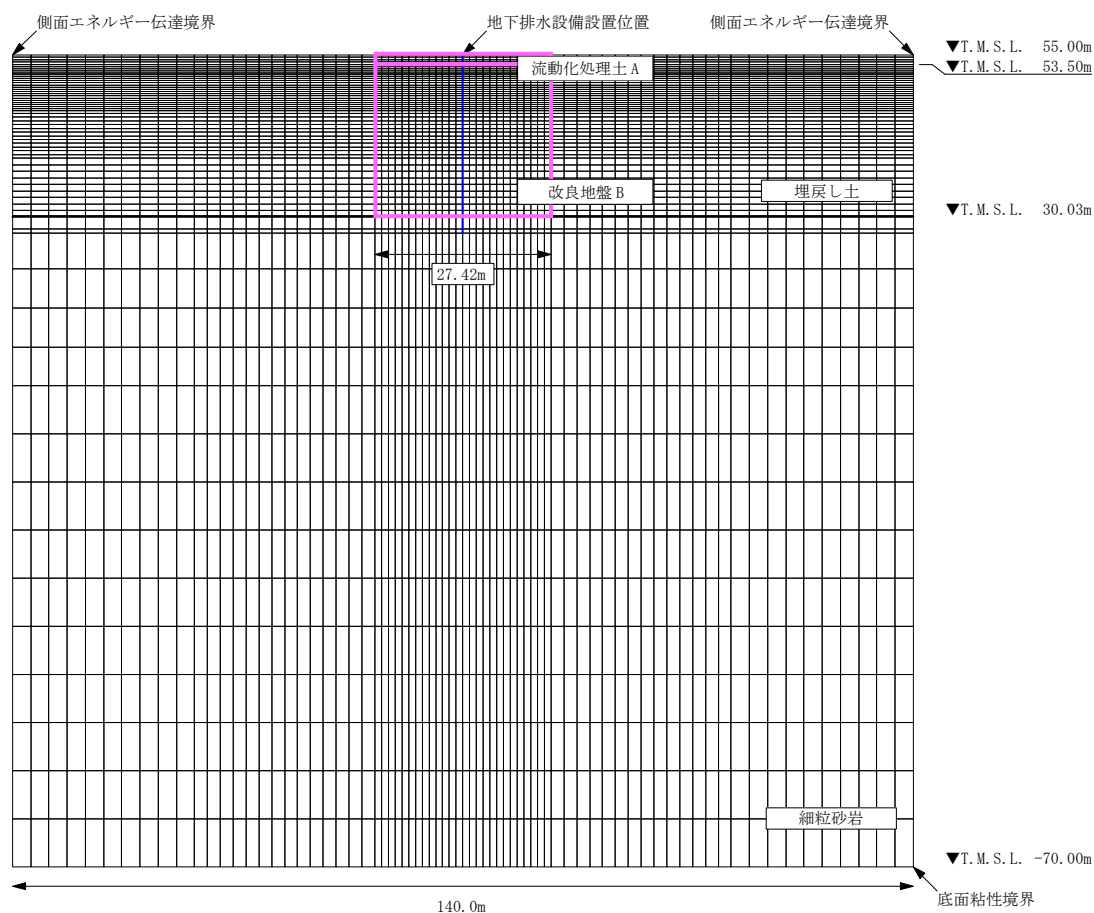 側面エネルギー伝達境界
地下排水設備設置位置
側面エネルギー伝達境界
▼T.M.S.L. 55.00m
流動化処理土A
▼T.M.S.L. 53.50m
改良地盤B
埋戻し土
▼T.M.S.L. 30.03m
27.42m
細粒砂岩
▼T.M.S.L. -70.00m
底面粘性境界
140.0m